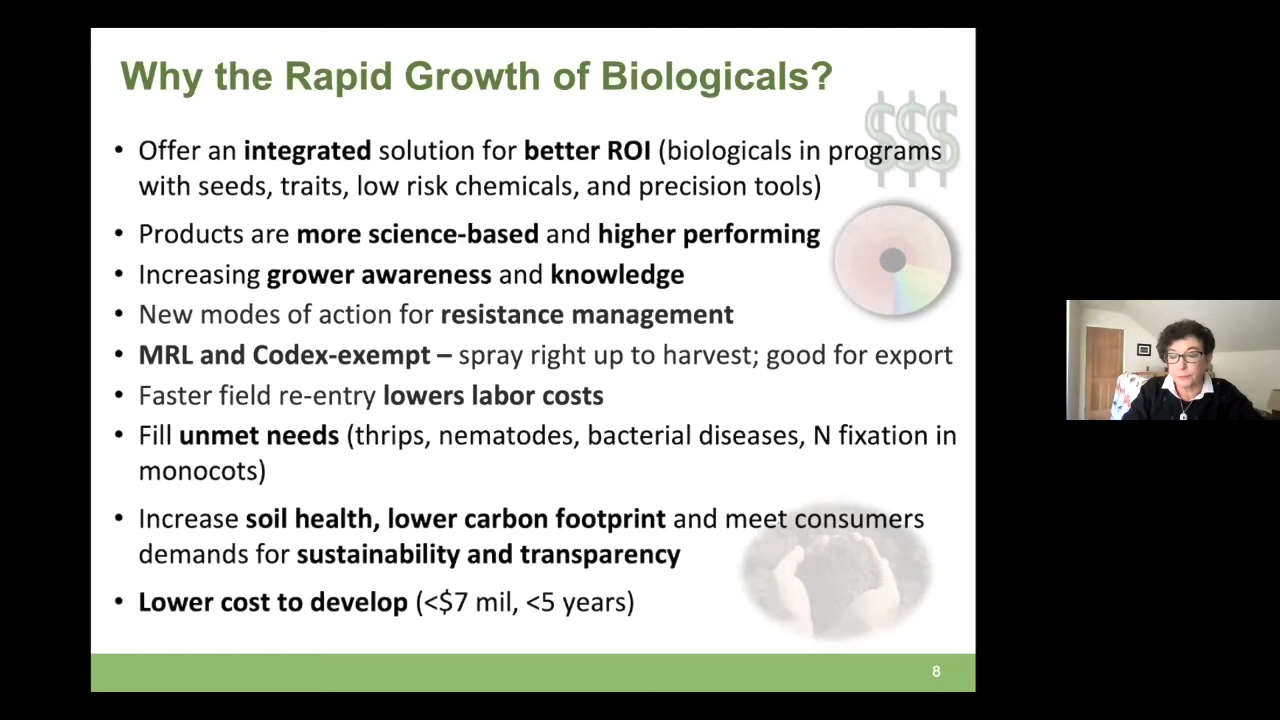 Why the Rapid Growth of Biologicals?
$$$
• Offer an integrated solution for better ROI (biologicals in programs
with seeds, traits, low risk chemicals, and precision tools)
• Products are more science-based and higher performing
• Increasing grower awareness and knowledge
• New modes of action for resistance management
• MRL and Codex-exempt – spray right up to harvest; good for export
• Faster field re-entry lowers labor costs
• Fill unmet needs (thrips, nematodes, bacterial diseases, N fixation in
monocots)
• Increase soil health, lower carbon footprint and meet consumers
demands for sustainability and transparency
• Lower cost to develop (<$7 mil, <5 years)
8